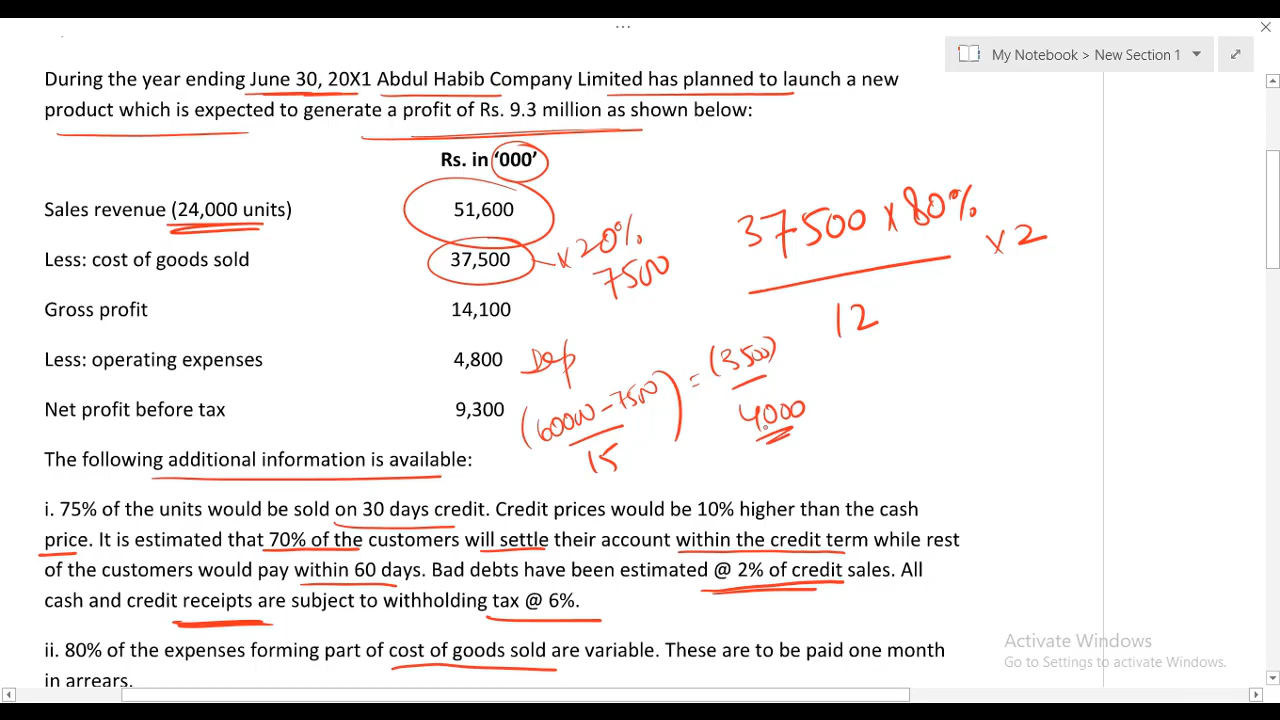 My Notebook > New Section 1
During the year ending June 30, 20X1 Abdul Habib Company Limited has planned to launch a new
product which is expected to generate a profit of Rs. 9.3 million as shown below:
Rs. in ‘000’
Sales revenue (24,000 units) 51,600
37500 x 80% x 2
12
Less: cost of goods sold 37,500 x 20%
7500
Gross profit 14,100
Less: operating expenses 4,800 Dep
Net profit before tax 9,300
(60000 - 7500) = (3500)
15
4000
The following additional information is available:
i. 75% of the units would be sold on 30 days credit. Credit prices would be 10% higher than the cash
price. It is estimated that 70% of the customers will settle their account within the credit term while rest
of the customers would pay within 60 days. Bad debts have been estimated @ 2% of credit sales. All
cash and credit receipts are subject to withholding tax @ 6%.
ii. 80% of the expenses forming part of cost of goods sold are variable. These are to be paid one month
in arrears.
Activate Windows
Go to Settings to activate Windows.